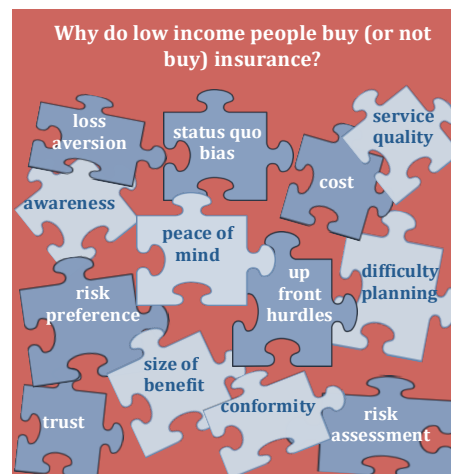 Why do low income people buy (or not
buy) insurance?
loss
aversion
status quo
bias
service
quality
cost
awareness
peace of
mind
up
front
hurdles
difficulty
planning
risk
preference
size of
benefit
conformity
trust
risk
assessment